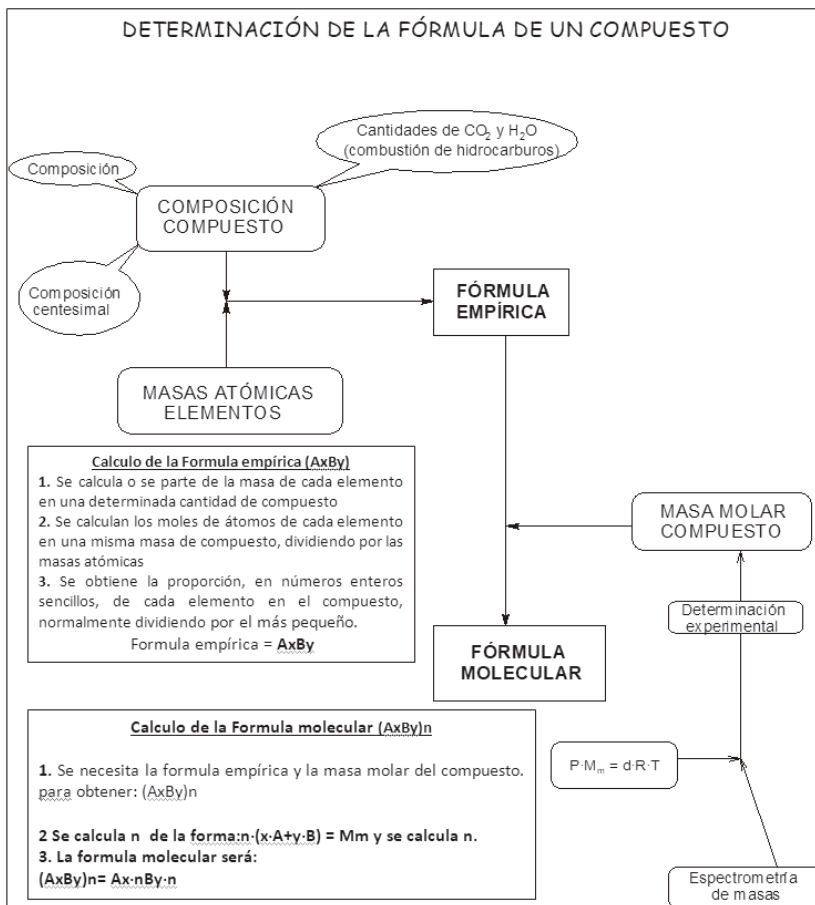 DETERMINACIÓN DE LA FÓRMULA DE UN COMPUESTO
Cantidades de CO₂ y H₂O
(combustión de hidrocarburos)
Composición
COMPOSICIÓN
COMPUESTO
Composición
centesimal
FÓRMULA
EMPÍRICA
MASAS ATÓMICAS
ELEMENTOS
Calculo de la Formula empírica (AxBy)
1. Se calcula o se parte de la masa de cada elemento
en una determinada cantidad de compuesto
2. Se calculan los moles de átomos de cada elemento
en una misma masa de compuesto, dividiendo por las
masas atómicas
3. Se obtiene la proporción, en números enteros
sencillos, de cada elemento en el compuesto,
normalmente dividiendo por el más pequeño.
Formula empírica = AxBy
MASA MOLAR
COMPUESTO
Determinación
experimental
FÓRMULA
MOLECULAR
Calculo de la Formula molecular (AxBy)n
1. Se necesita la formula empírica y la masa molar del compuesto.
para obtener: (AxBy)n
2 Se calcula n de la forma:n·(x·A+y·B) = Mm y se calcula n.
3. La formula molecular será:
(AxBy)n= Ax·nBy·n
P·Mₘ = d·R·T
Espectrometría
de masas